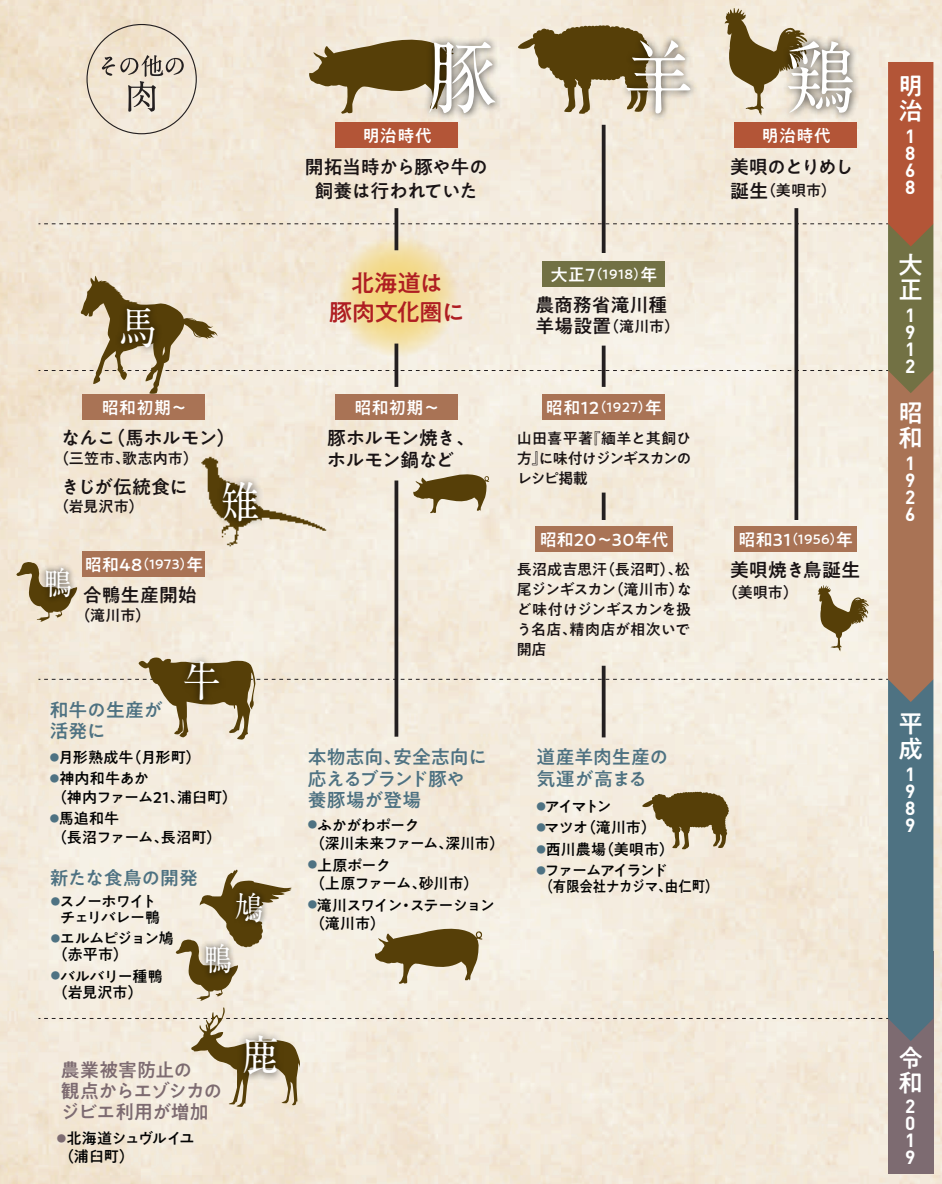 その他の
肉
豚
羊
鶏
明治時代
開拓当時から豚や牛の
飼養は行われていた
明治時代
美唄のとりめし
誕生(美唄市)
明治 1868
北海道は
豚肉文化圏に
大正7(1918)年
農商務省滝川種
羊場設置(滝川市)
大正 1912
馬
昭和初期~
なんこ(馬ホルモン)
(三笠市、歌志内市)
きじが伝統食に
(岩見沢市)
雉
昭和48(1973)年
鴨
合鴨生産開始
(滝川市)
昭和初期~
豚ホルモン焼き、
ホルモン鍋など
昭和12(1927)年
山田喜平著『緬羊と其飼ひ
方』に味付けジンギスカンの
レシピ掲載
昭和20~30年代
長沼成吉思汗(長沼町)、松
尾ジンギスカン(滝川市)な
ど味付けジンギスカンを扱
う名店、精肉店が相次いで
開店
昭和31(1956)年
美唄焼き鳥誕生
(美唄市)
昭和 1926
牛
和牛の生産が
活発に
●月形熟成牛(月形町)
●神内和牛あか
(神内ファーム21、浦臼町)
●馬追和牛
(長沼ファーム、長沼町)
新たな食鳥の開発
●スノーホワイト
チェリバレー鴨
●エルムピジョン鳩
(赤平市)
●バルバリー種鴨
(岩見沢市)
鳩
鴨
本物志向、安全志向に
応えるブランド豚や
養豚場が登場
●ふかがわポーク
(深川未来ファーム、深川市)
●上原ポーク
(上原ファーム、砂川市)
●滝川スワイン・ステーション
(滝川市)
道産羊肉生産の
気運が高まる
●アイマトン
●マツオ(滝川市)
●西川農場(美唄市)
●ファームアイランド
(有限会社ナカジマ、由仁町)
平成 1989
鹿
農業被害防止の
観点からエゾシカの
ジビエ利用が増加
●北海道シュヴルイユ
(浦臼町)
令和 2019